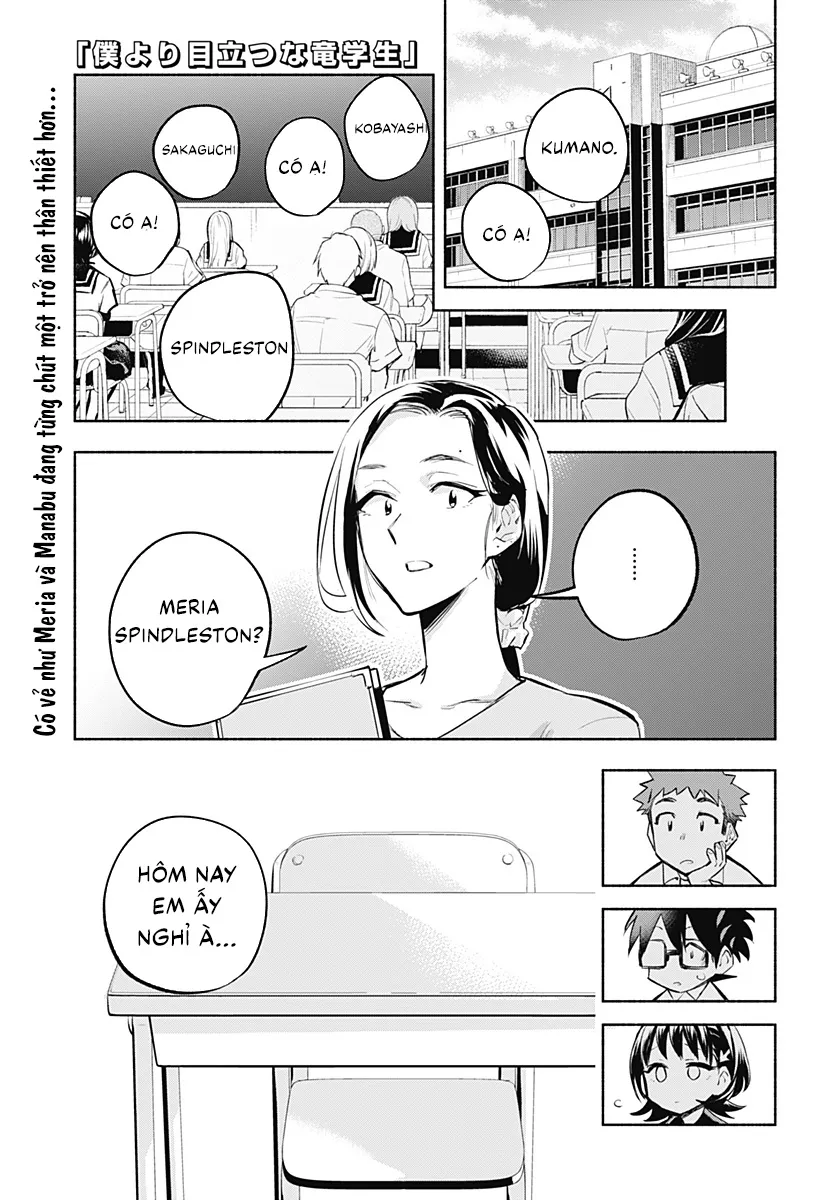 『僕より目立つな竜学生』
Có vẻ như Meria và Manabu đang từng chút một trở nên thân thiết hơn...
KUMANO.
CÓ Ạ!
KOBAYASHI
CÓ Ạ!
SAKAGUCHI
CÓ Ạ!
SPINDLESTON
......
MERIA
SPINDLESTON?
HÔM NAY
EM ẤY
NGHỈ À...